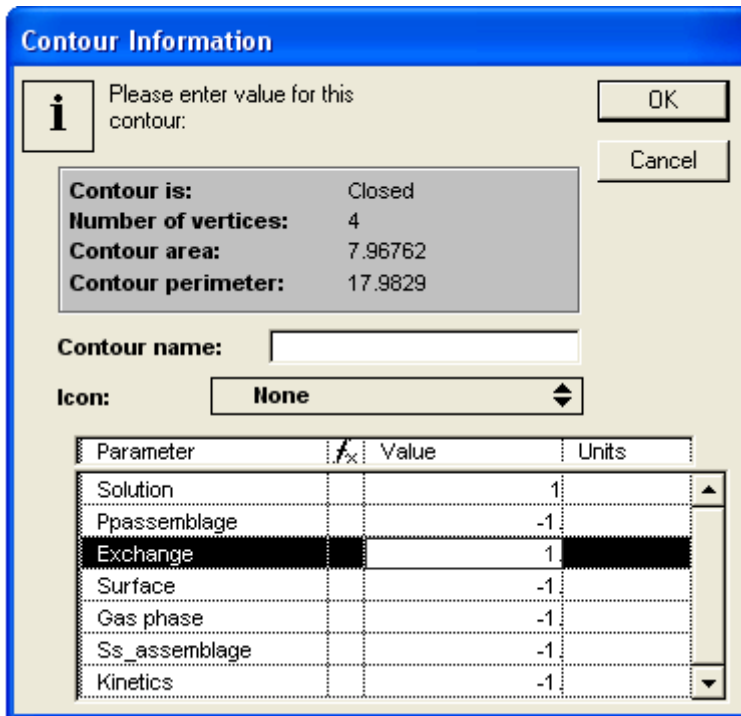 Contour Information
i
Please enter value for this
contour:
OK
Cancel
Contour is: Closed
Number of vertices: 4
Contour area: 7.96762
Contour perimeter: 17.9829
Contour name:
Icon: None
Parameter fx Value Units
Solution 1
Ppassemblage -1.
Exchange 1.
Surface -1.
Gas phase -1.
Ss_assemblage -1.
Kinetics -1.